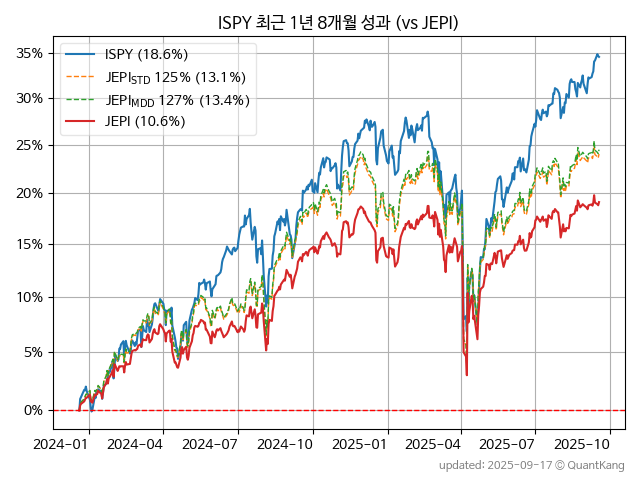 ISPY 최근 1년 8개월 성과 (vs JEPI)
ISPY (18.6%)
JEPI_STD 125% (13.1%)
JEPI_MDD 127% (13.4%)
JEPI (10.6%)
35%
30%
25%
20%
15%
10%
5%
0%
2024-01 2024-04 2024-07 2024-10 2025-01 2025-04 2025-07 2025-10
updated: 2025-09-17 © QuantKang